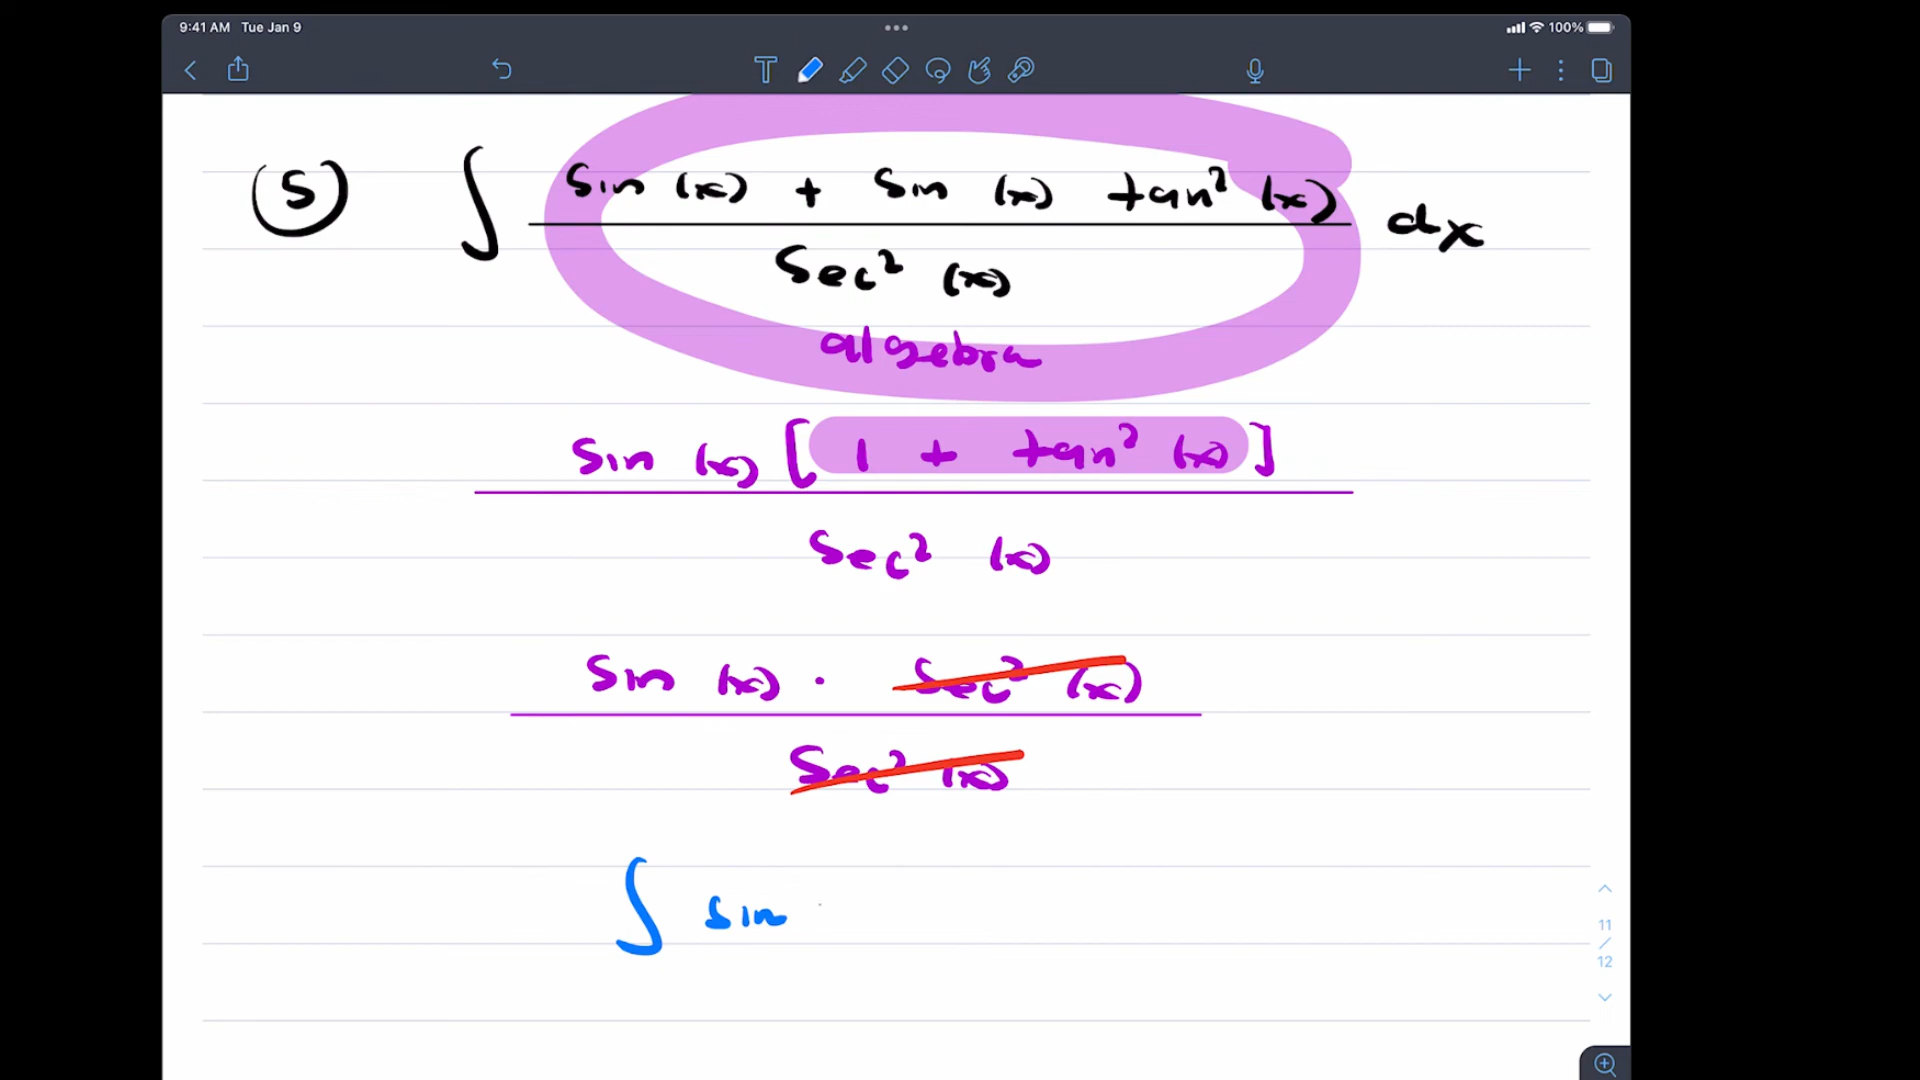 9:41 AM Tue Jan 9
100%
T
(5) ∫ sin (x) + sin (x) tan² (x) dx
sec² (x)
algebra
sin (x) [1 + tan² (x)]
sec² (x)
sin (x) · sec² (x)
sec² (x)
∫ sin
11
/
12